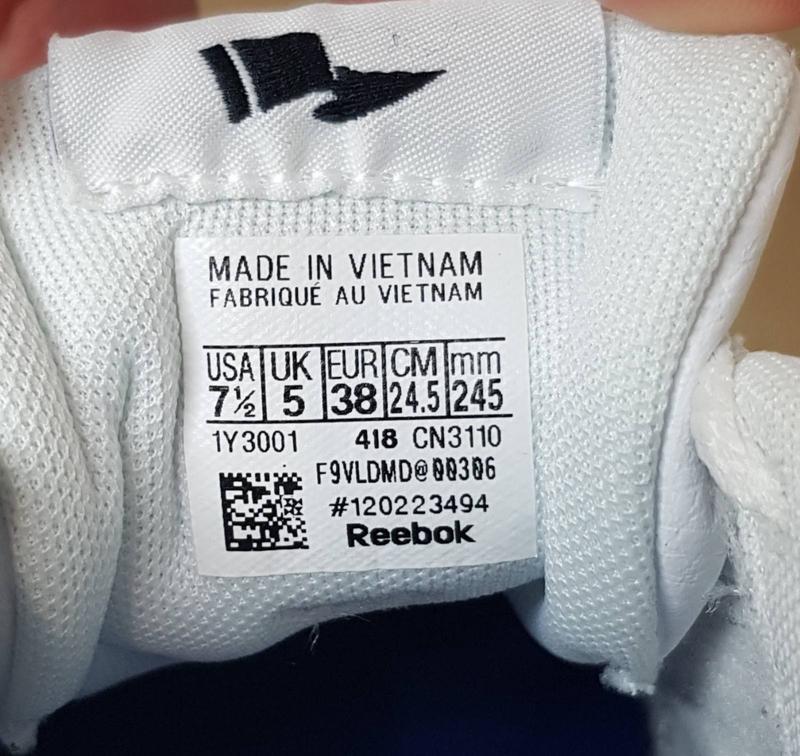 MADE IN VIETNAM
FABRIQUÉ AU VIETNAM
USA UK EUR CM mm
7½ 5 38 24.5 245
1Y3001 418 CN3110
F9VLDMD@00306
#120223494
Reebok